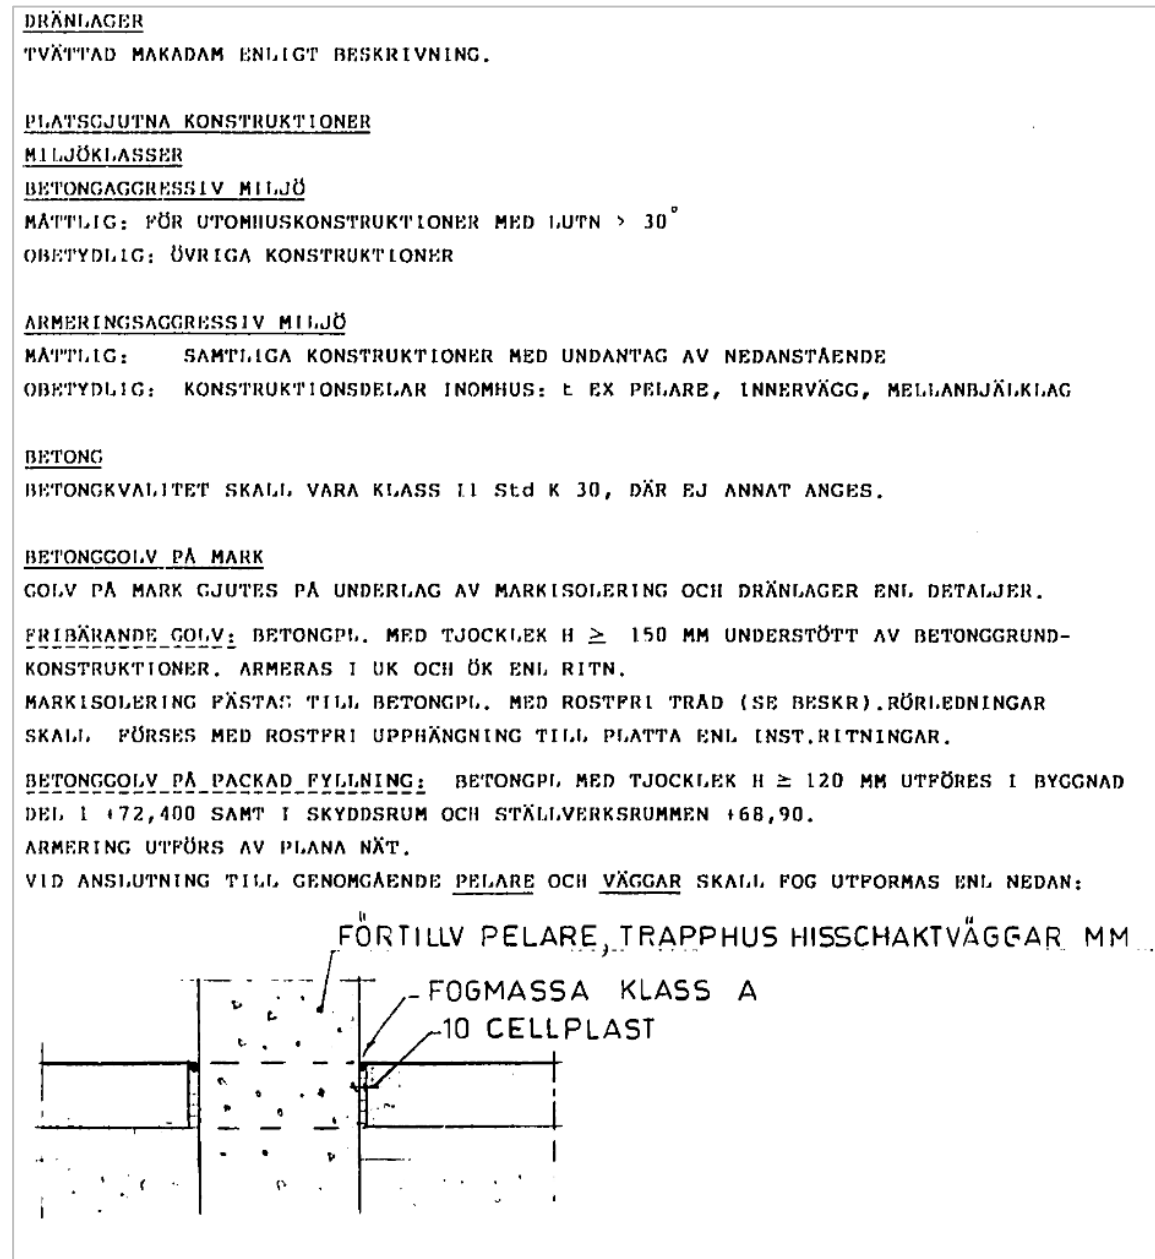 DRÄNLAGER
TVÄTTAD MAKADAM ENLIGT BESKRIVNING.
PLATSGJUTNA KONSTRUKTIONER
MILJÖKLASSER
BETONGAGGRESSIV MILJÖ
MÅTTLIG: FÖR UTOMHUSKONSTRUKTIONER MED LUTN > 30°
OBETYDLIG: ÖVRIGA KONSTRUKTIONER
ARMERINGSAGGRESSIV MILJÖ
MÅTTLIG: SAMTLIGA KONSTRUKTIONER MED UNDANTAG AV NEDANSTÅENDE
OBETYDLIG: KONSTRUKTIONSDELAR INOMHUS: t EX PELARE, INNERVÄGG, MELLANBJÄLKLAG
BETONG
BETONGKVALITET SKALL VARA KLASS II Std K 30, DÄR EJ ANNAT ANGES.
BETONGGOLV PÅ MARK
GOLV PÅ MARK GJUTES PÅ UNDERLAG AV MARKISOLERING OCH DRÄNLAGER ENL DETALJER.
FRIBÄRANDE GOLV: BETONGPL. MED TJOCKLEK H ≥ 150 MM UNDERSTÖTT AV BETONGGRUND-
KONSTRUKTIONER. ARMERAS I UK OCH ÖK ENL RITN.
MARKISOLERING FÄSTAS TILL BETONGPL. MED ROSTFRI TRÅD (SE BESKR).RÖRLEDNINGAR
SKALL FÖRSES MED ROSTFRI UPPHÄNGNING TILL PLATTA ENL INST.RITNINGAR.
BETONGGOLV PÅ PACKAD FYLLNING: BETONGPL MED TJOCKLEK H ≥ 120 MM UTFÖRES I BYGGNAD
DEL 1 +72,400 SAMT I SKYDDSRUM OCH STÄLLVERKSRUMMEN +68,90.
ARMERING UTFÖRS AV PLANA NÄT.
VID ANSLUTNING TILL GENOMGÅENDE PELARE OCH VÄGGAR SKALL FOG UTFORMAS ENL NEDAN:
FÖRTILLV PELARE, TRAPPHUS HISSCHAKTVÄGGAR MM
FOGMASSA KLASS A
10 CELLPLAST